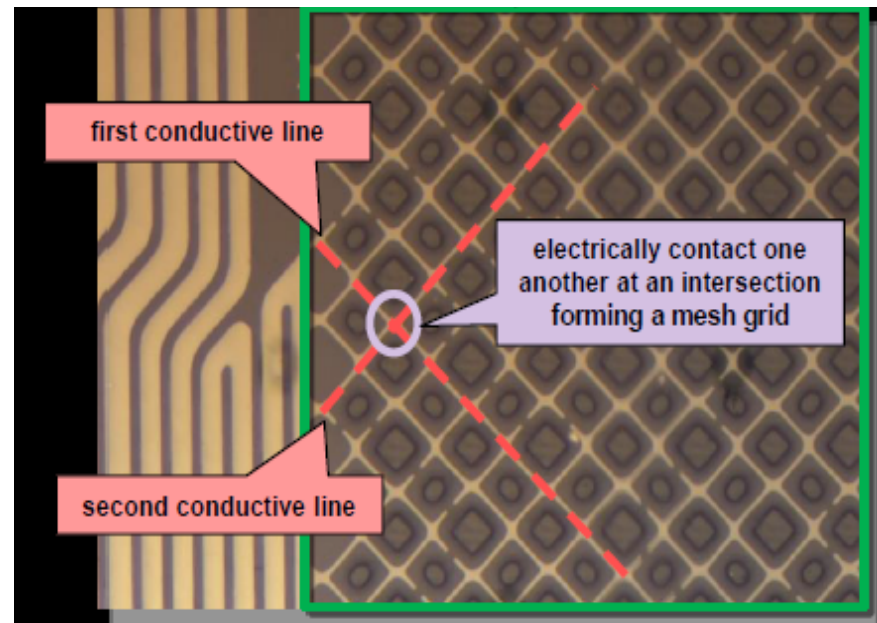 first conductive line
electrically contact one
another at an intersection
forming a mesh grid
second conductive line